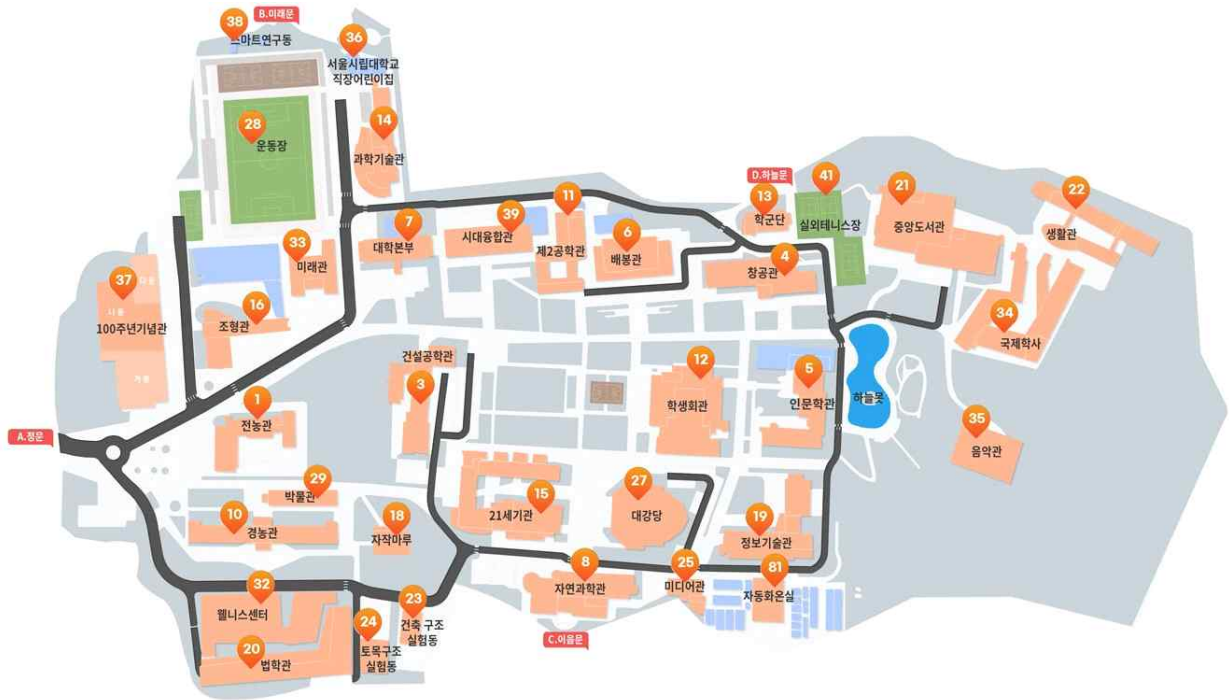 38
B.미래문
스마트연구동
36
서울시립대학교
직장어린이집
28
운동장
14
과학기술관
D.하늘문
13
학군단
41
실외테니스장
21
중앙도서관
22
생활관
11
제2공학관
39
시대융합관
7
대학본부
6
배봉관
4
창공관
33
미래관
37
다동
나동
100주년기념관
가동
16
조형관
34
국제학사
건설공학관
3
12
학생회관
5
인문학관
하늘못
1
전농관
35
음악관
A.정문
29
박물관
15
21세기관
27
대강당
10
경농관
18
자작마루
19
정보기술관
8
자연과학관
25
미디어관
81
자동화온실
32
웰니스센터
23
건축 구조
실험동
24
토목구조
실험동
C.이음문
20
법학관